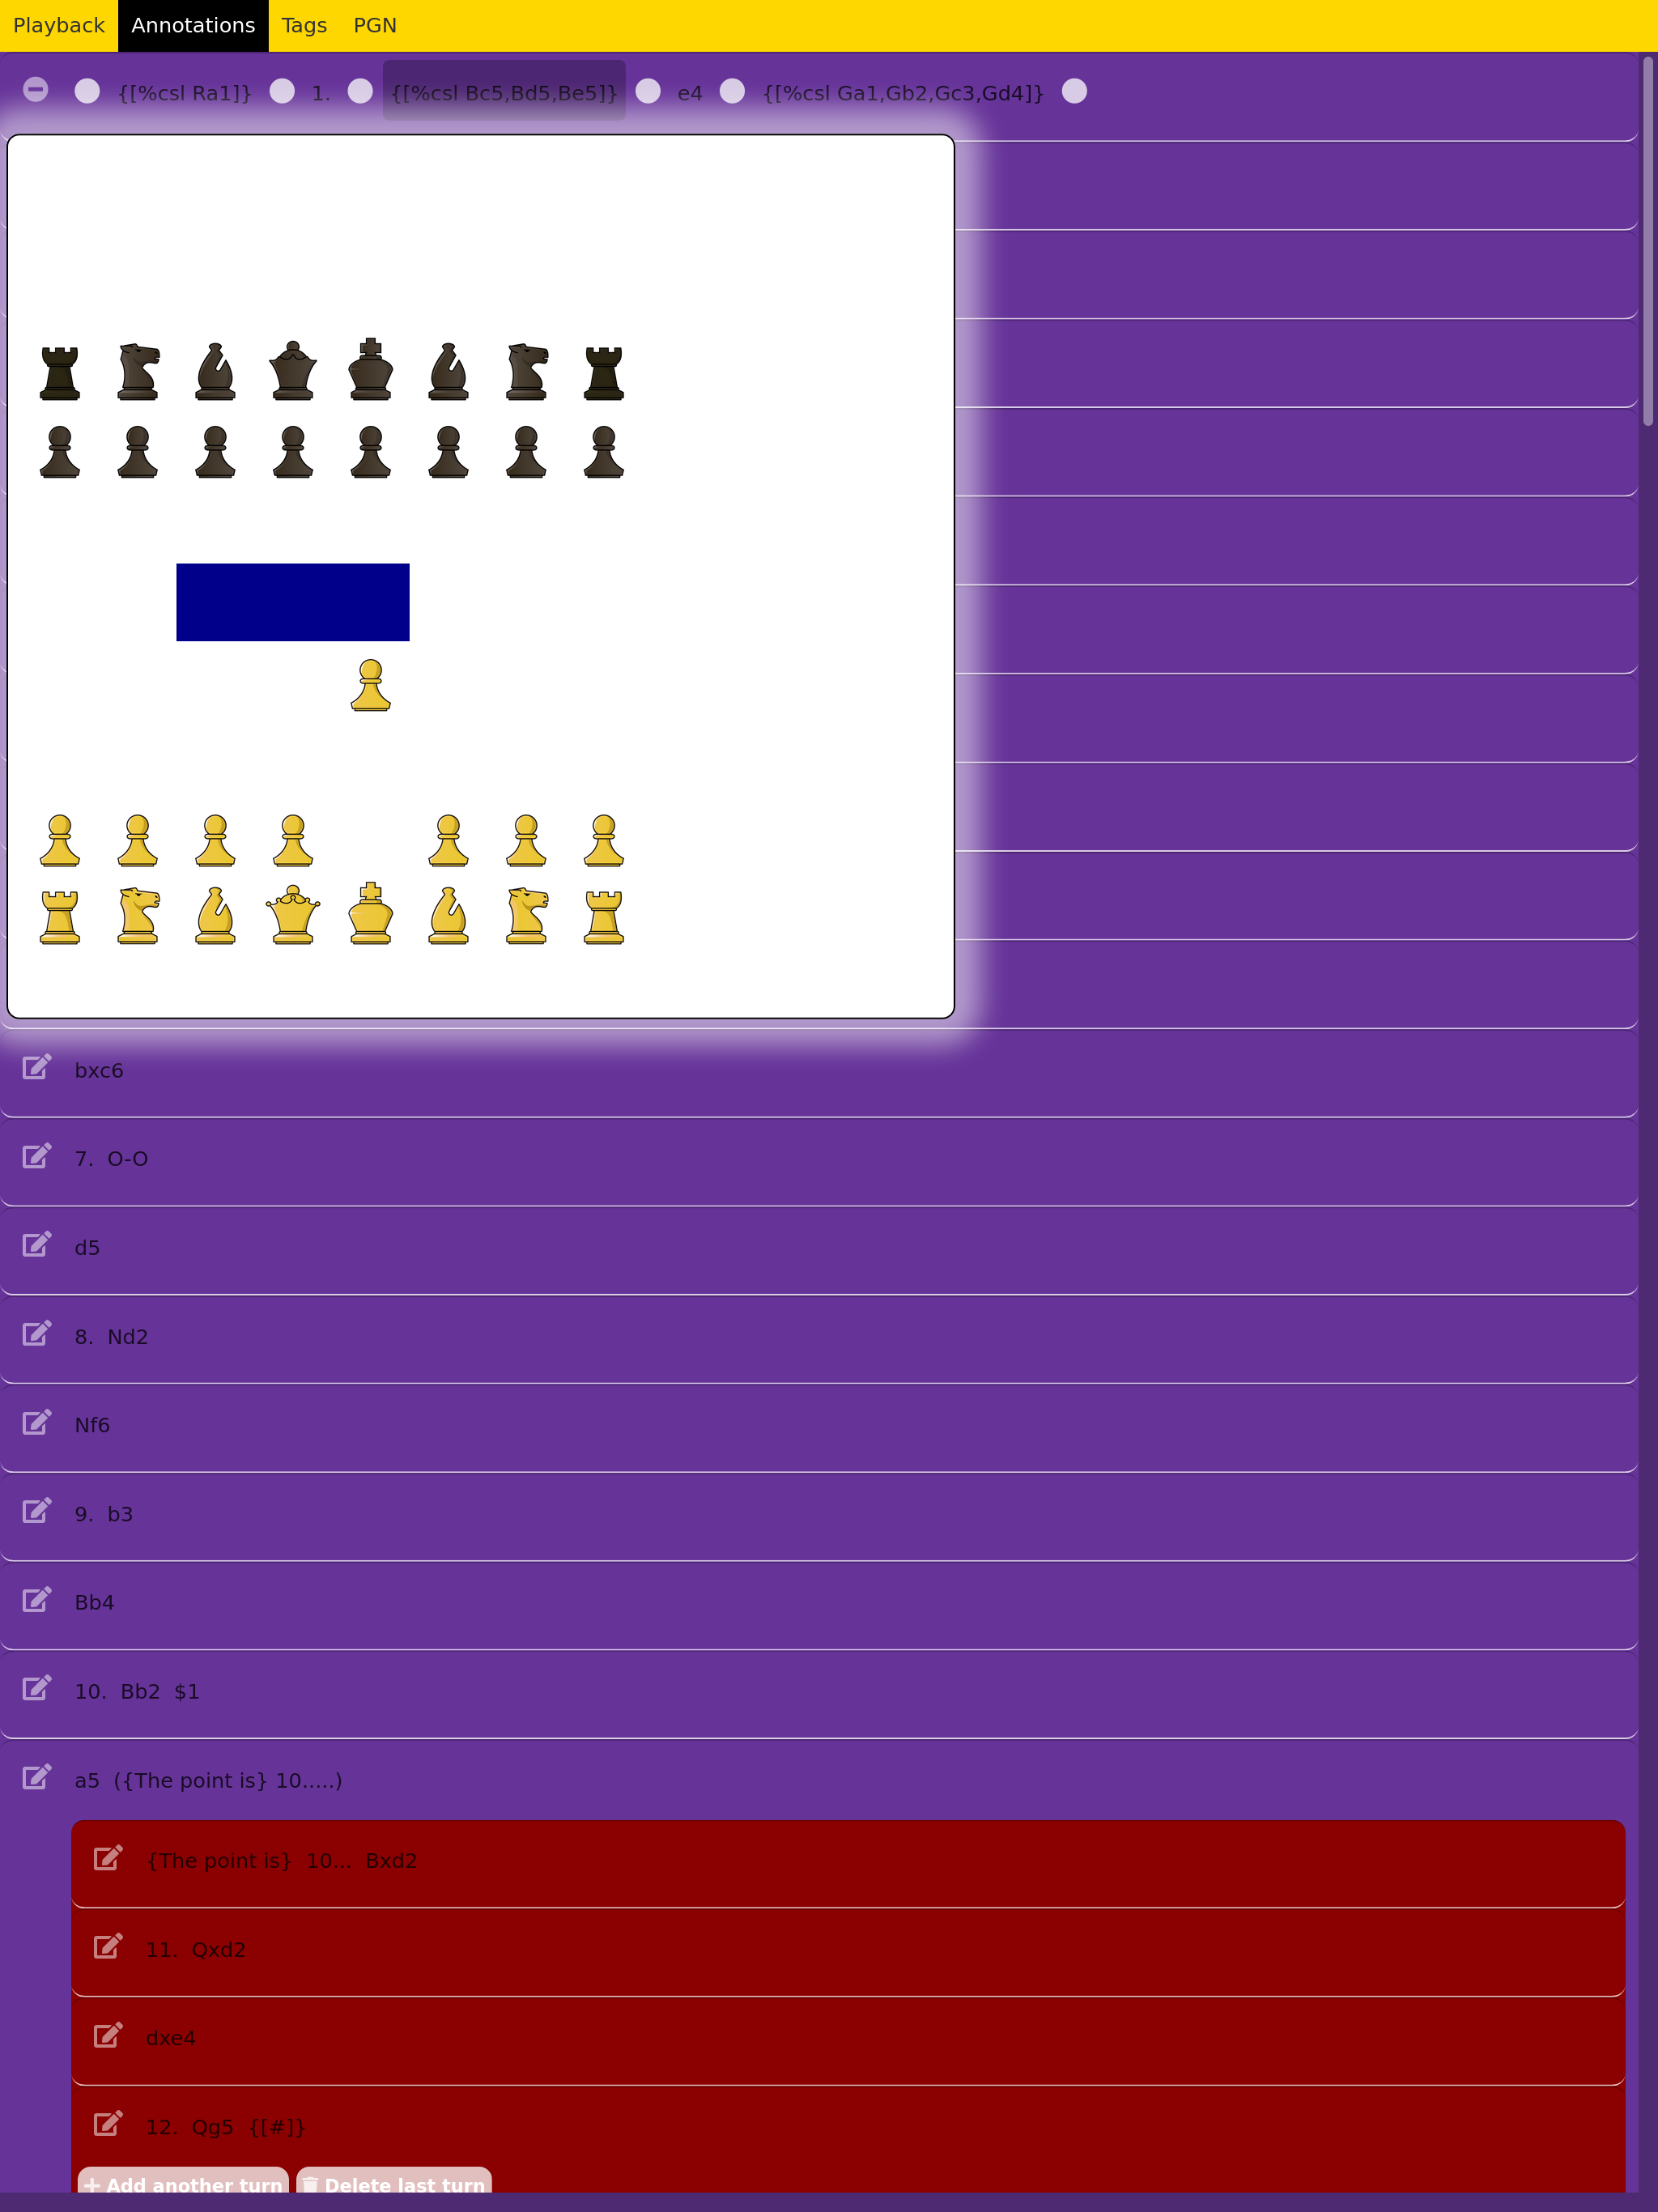 Playback Annotations Tags PGN
{[%csl Ra1]} 1. {[%csl Bc5,Bd5,Be5]} e4 {[%csl Ga1,Gb2,Gc3,Gd4]}
bxc6
7. O-O
d5
8. Nd2
Nf6
9. b3
Bb4
10. Bb2 $1
a5 ({The point is} 10.....)
{The point is} 10... Bxd2
11. Qxd2
dxe4
12. Qg5 {[#]}
Add another turn Delete last turn